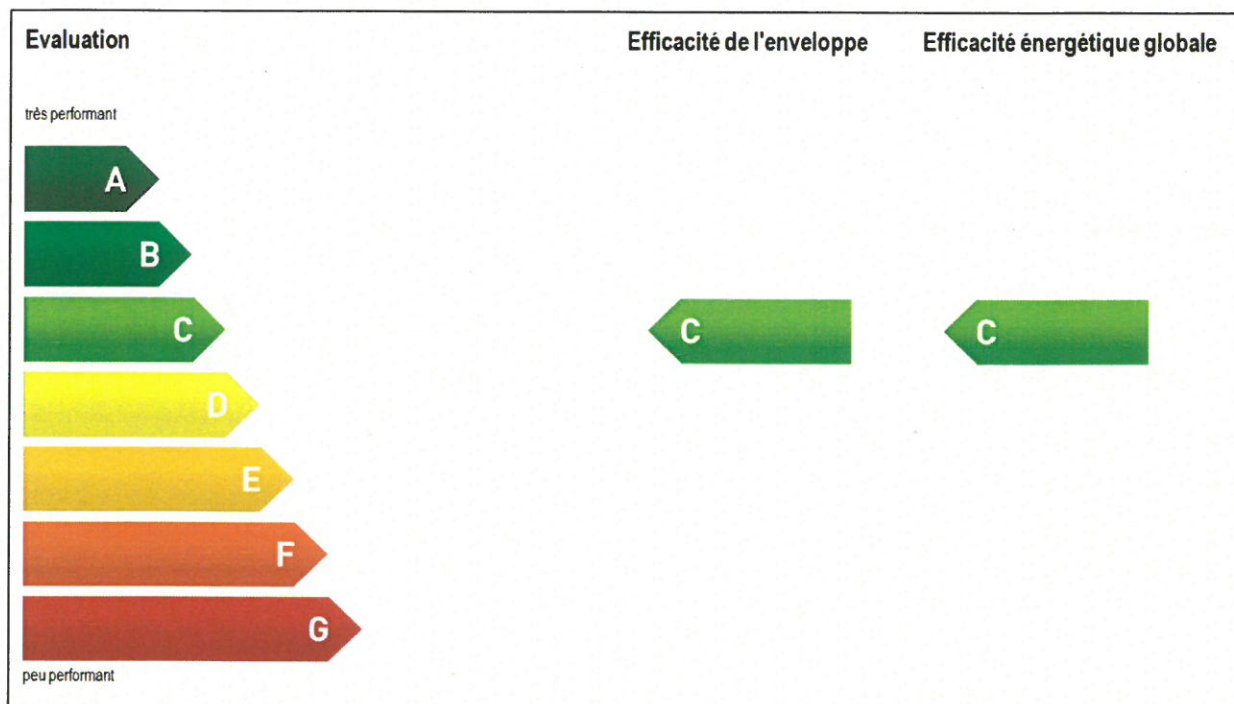 Evaluation
Efficacité de l'enveloppe
Efficacité énergétique globale
très performant
A
B
C
C
C
D
E
F
G
peu performant